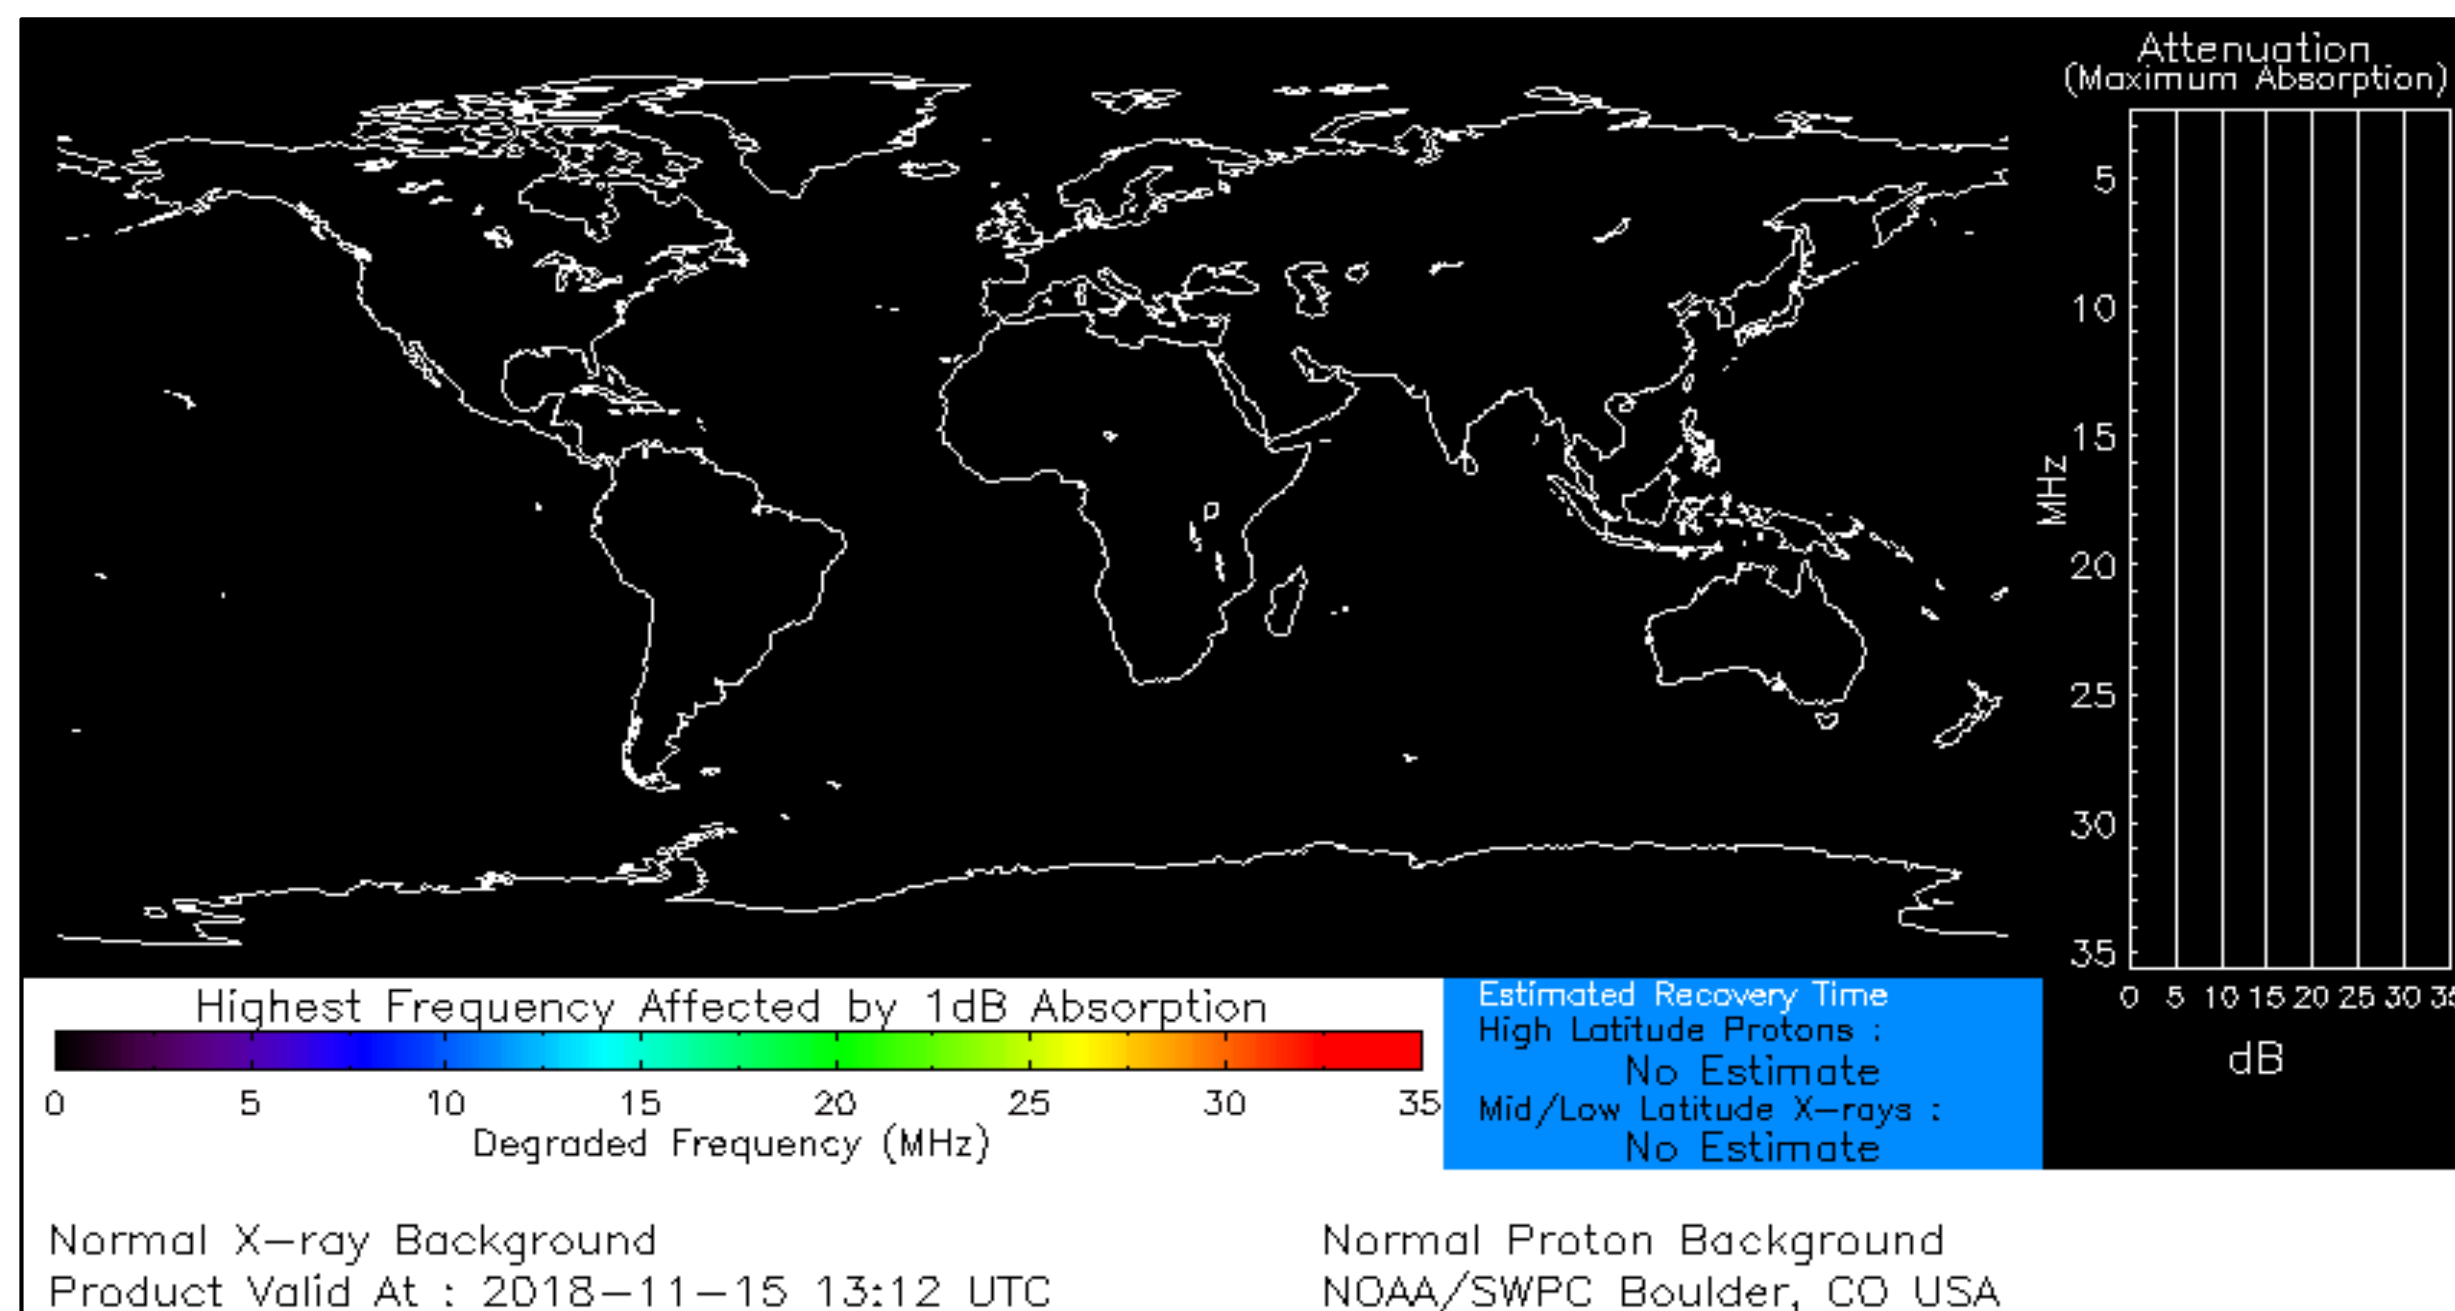 Attenuation
(Maximum Absorption)
5
10
15
20
25
30
35
MHz
0 5 10 15 20 25 30
dB
Highest Frequency Affected by 1dB Absorption
0 5 10 15 20 25 30 35
Degraded Frequency (MHz)
Estimated Recovery Time
High Latitude Protons :
No Estimate
Mid/Low Latitude X-rays :
No Estimate
Normal X-ray Background
Normal Proton Background
Product Valid At : 2018-11-15 13:12 UTC
NOAA/SWPC Boulder, CO USA